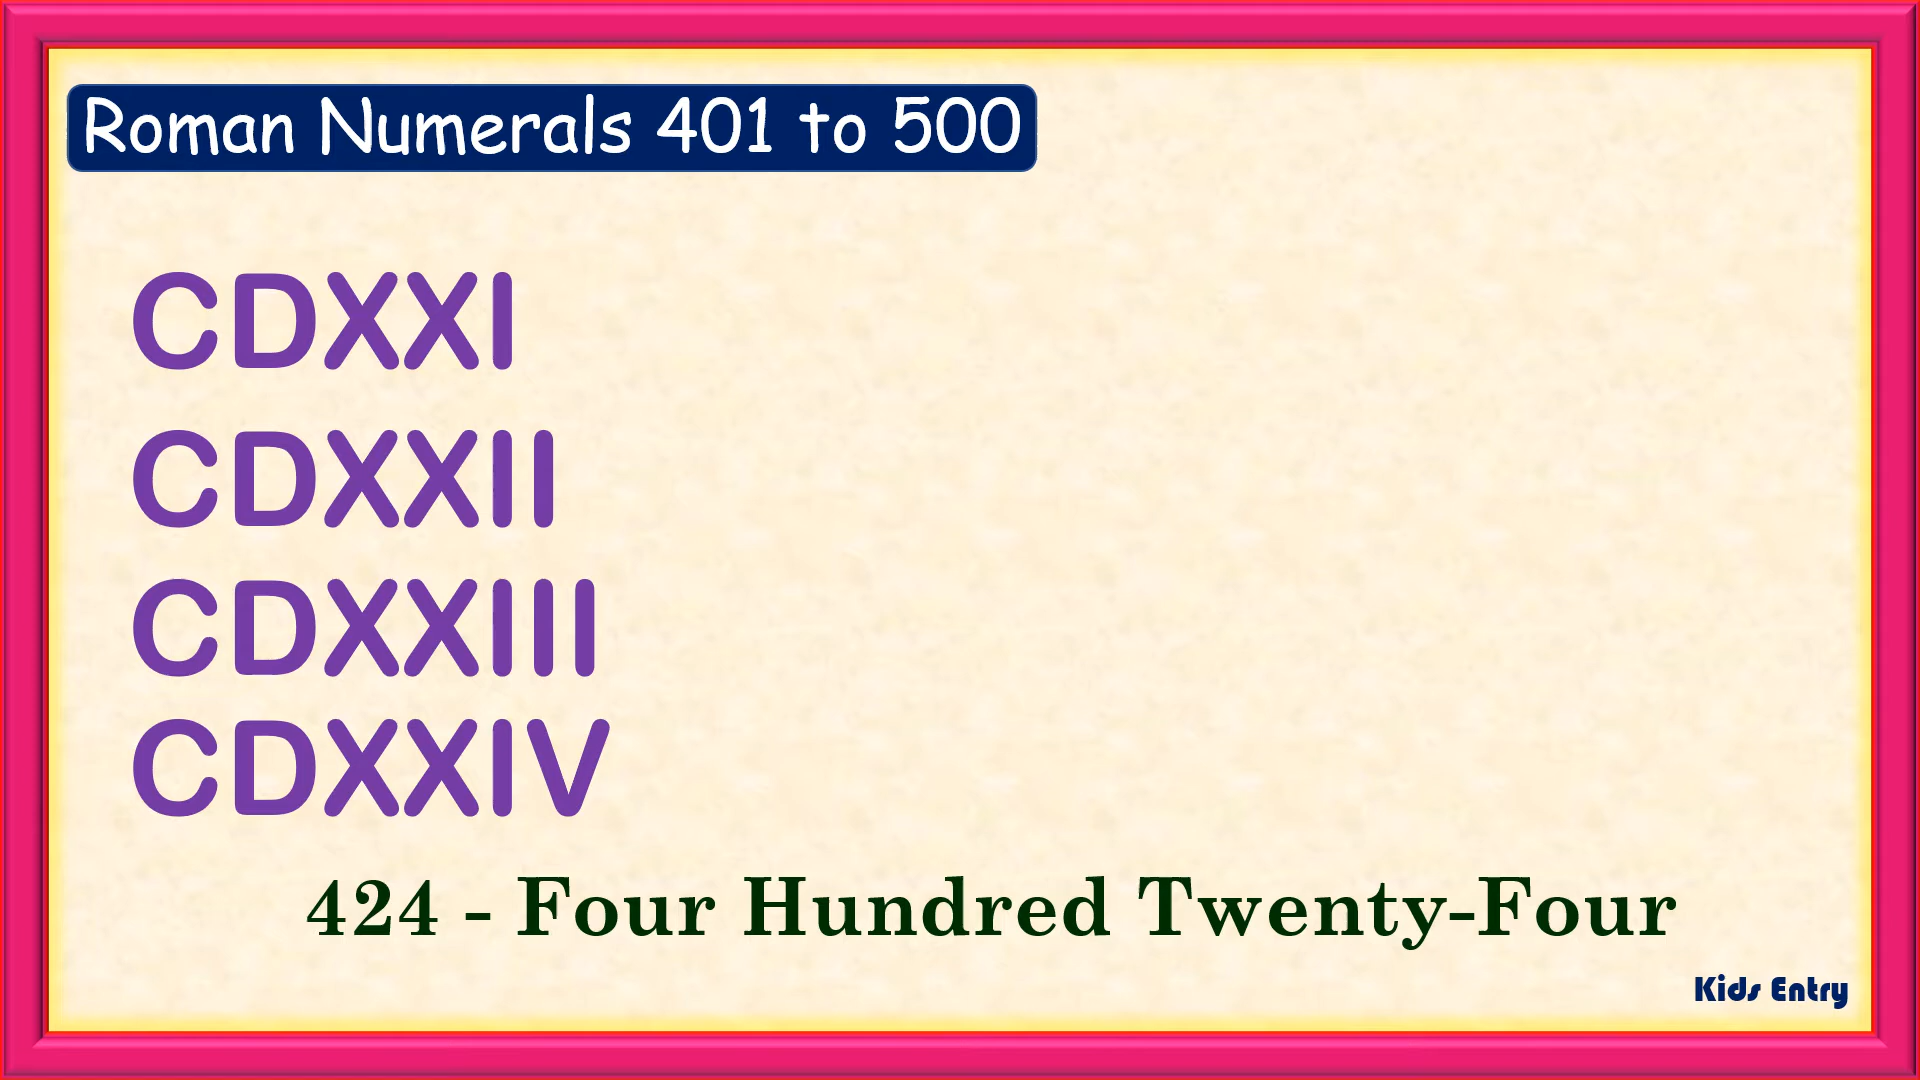 Roman Numerals 401 to 500
CDXXI
CDXXII
CDXXIII
CDXXIV
424 - Four Hundred Twenty-Four
Kids Entry